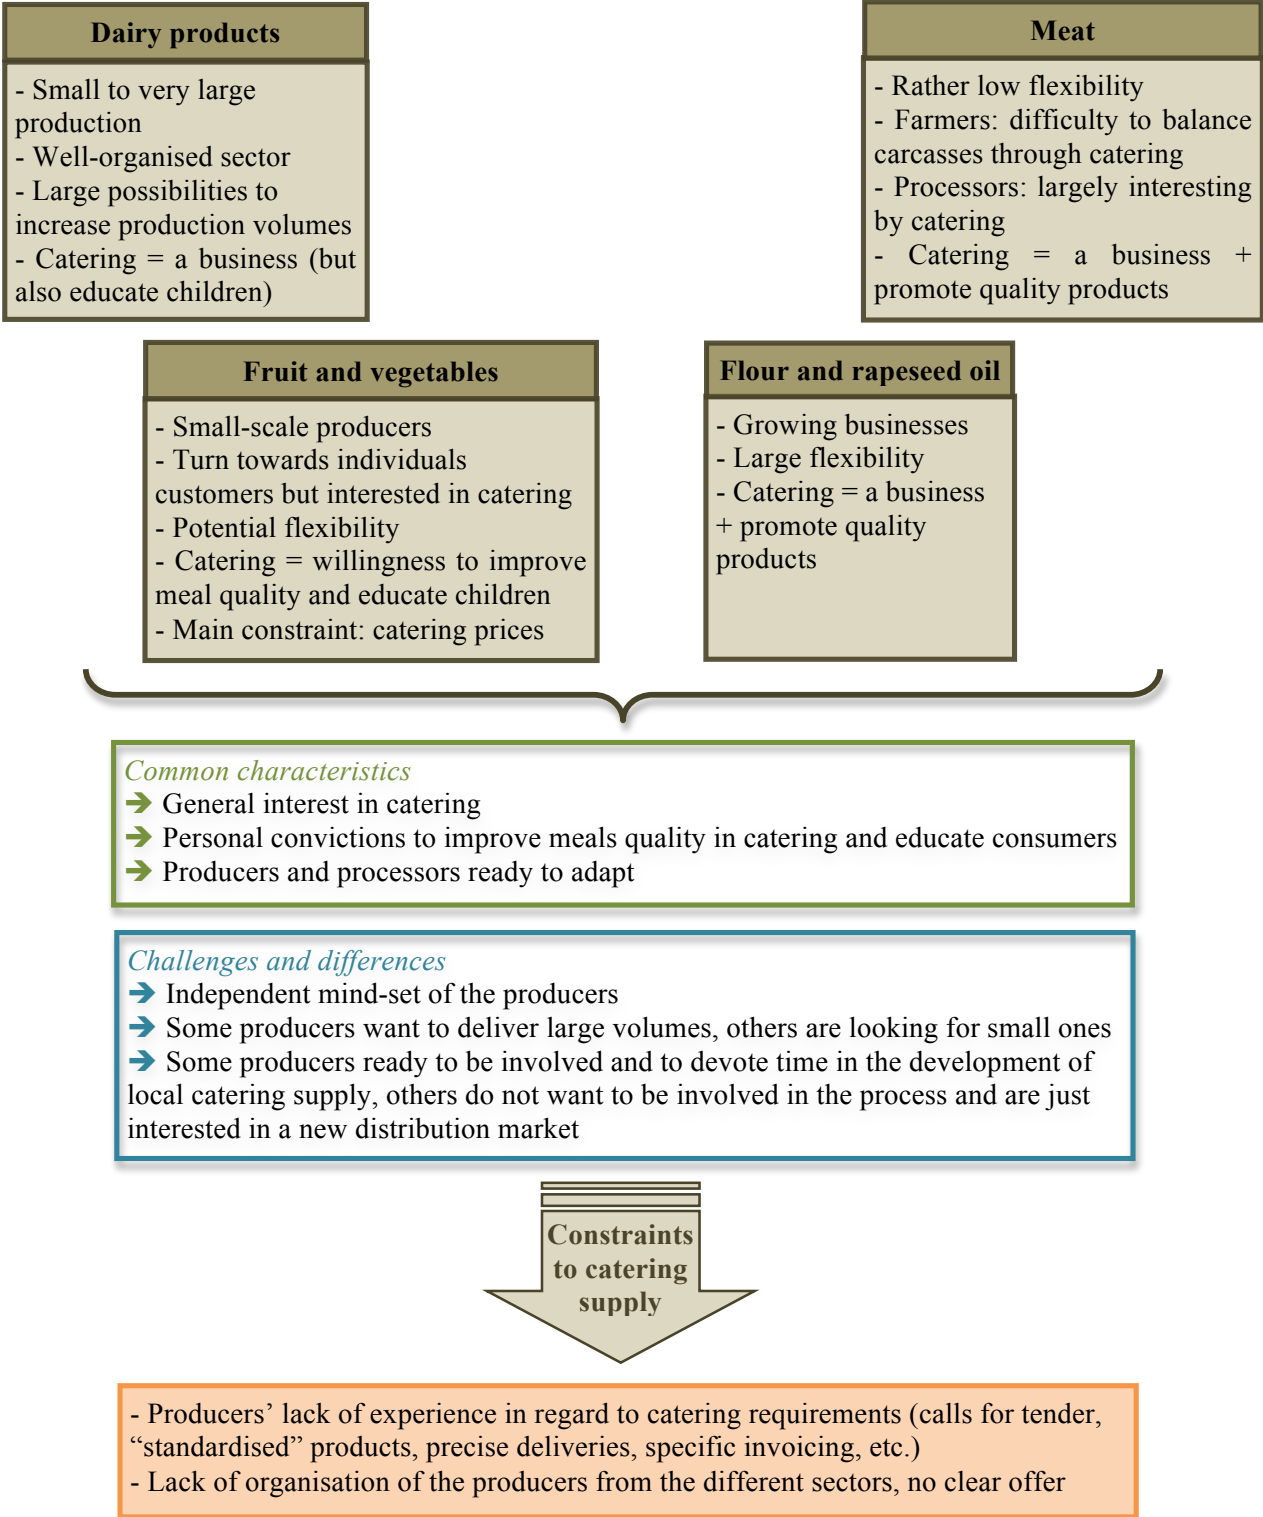 Dairy products
- Small to very large
production
- Well-organised sector
- Large possibilities to
increase production volumes
- Catering = a business (but
also educate children)
Meat
- Rather low flexibility
- Farmers: difficulty to balance
carcasses through catering
- Processors: largely interesting
by catering
- Catering = a business +
promote quality products
Fruit and vegetables
- Small-scale producers
- Turn towards individuals
customers but interested in catering
- Potential flexibility
- Catering = willingness to improve
meal quality and educate children
- Main constraint: catering prices
Flour and rapeseed oil
- Growing businesses
- Large flexibility
- Catering = a business
+ promote quality
products
Common characteristics
➔ General interest in catering
➔ Personal convictions to improve meals quality in catering and educate consumers
➔ Producers and processors ready to adapt
Challenges and differences
➔ Independent mind-set of the producers
➔ Some producers want to deliver large volumes, others are looking for small ones
➔ Some producers ready to be involved and to devote time in the development of
local catering supply, others do not want to be involved in the process and are just
interested in a new distribution market
Constraints
to catering
supply
- Producers’ lack of experience in regard to catering requirements (calls for tender,
“standardised” products, precise deliveries, specific invoicing, etc.)
- Lack of organisation of the producers from the different sectors, no clear offer